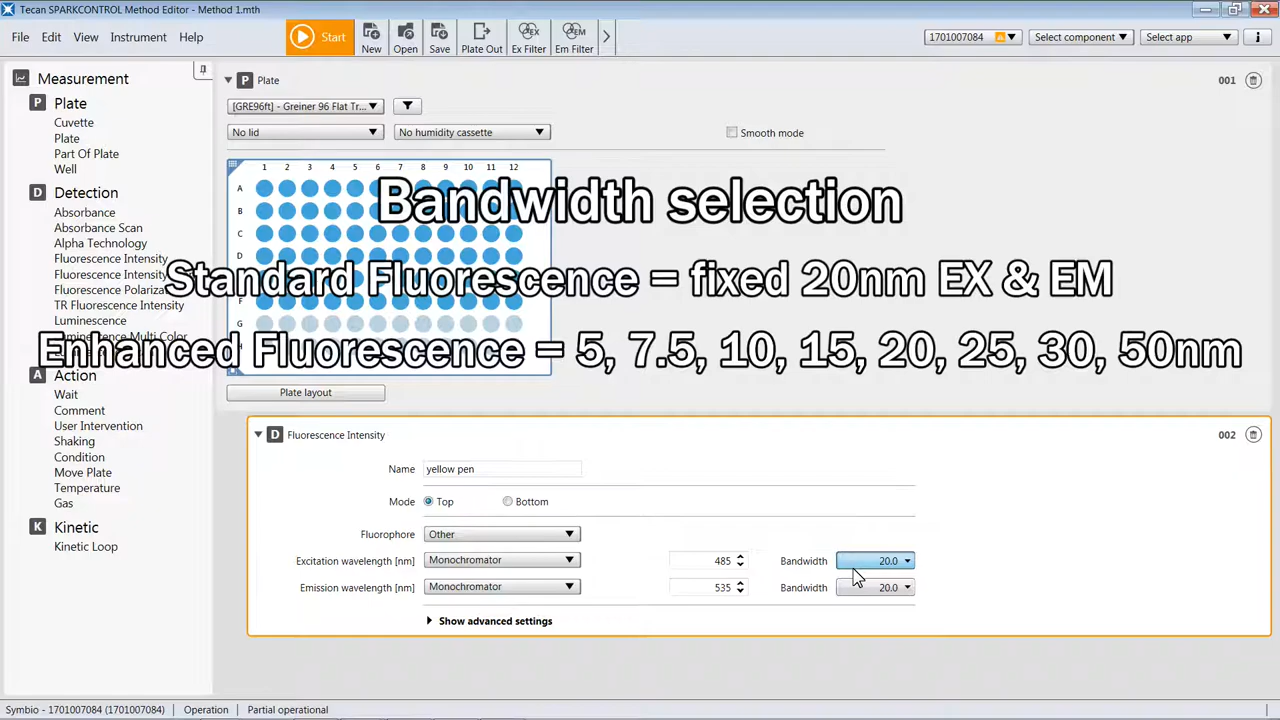 Tecan SPARKCONTROL Method Editor - Method 1.mth
File Edit View Instrument Help
Start
New Open Save Plate Out Ex Filter Em Filter
1701007084 Select component Select app i
Measurement
P Plate
Cuvette
Plate
Part Of Plate
Well
D Detection
Absorbance
Absorbance Scan
Alpha Technology
Fluorescence Intensity
Fluorescence Intensity
Fluorescence Polariza
TR Fluorescence Intensity
Luminescence
Luminescence Multi Color
A Action
Wait
Comment
User Intervention
Shaking
Condition
Move Plate
Temperature
Gas
K Kinetic
Kinetic Loop
P Plate 001
[GRE96ft] - Greiner 96 Flat Tr...
No lid No humidity cassette Smooth mode
1 2 3 4 5 6 7 8 9 10 11 12
A
B
C
D
F
G
Bandwidth selection
Standard Fluorescence = fixed 20nm EX & EM
Enhanced Fluorescence = 5, 7.5, 10, 15, 20, 25, 30, 50nm
Plate layout
D Fluorescence Intensity 002
Name yellow pen
Mode Top Bottom
Fluorophore Other
Excitation wavelength [nm] Monochromator 485 Bandwidth 20.0
Emission wavelength [nm] Monochromator 535 Bandwidth 20.0
Show advanced settings
Symbio - 1701007084 (1701007084) Operation Partial operational